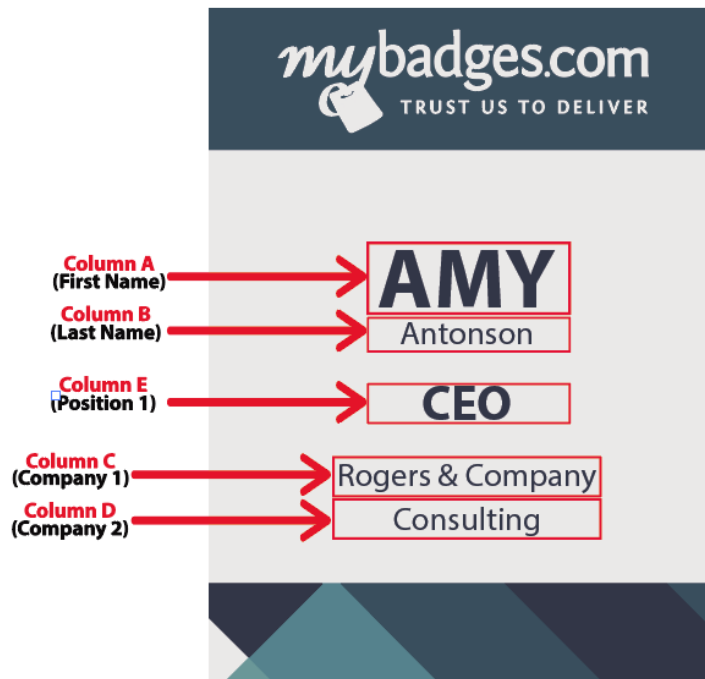 mybadges.com
TRUST US TO DELIVER
Column A
(First Name)
AMY
Column B
(Last Name)
Antonson
Column E
(Position 1)
CEO
Column C
(Company 1)
Rogers & Company
Column D
(Company 2)
Consulting